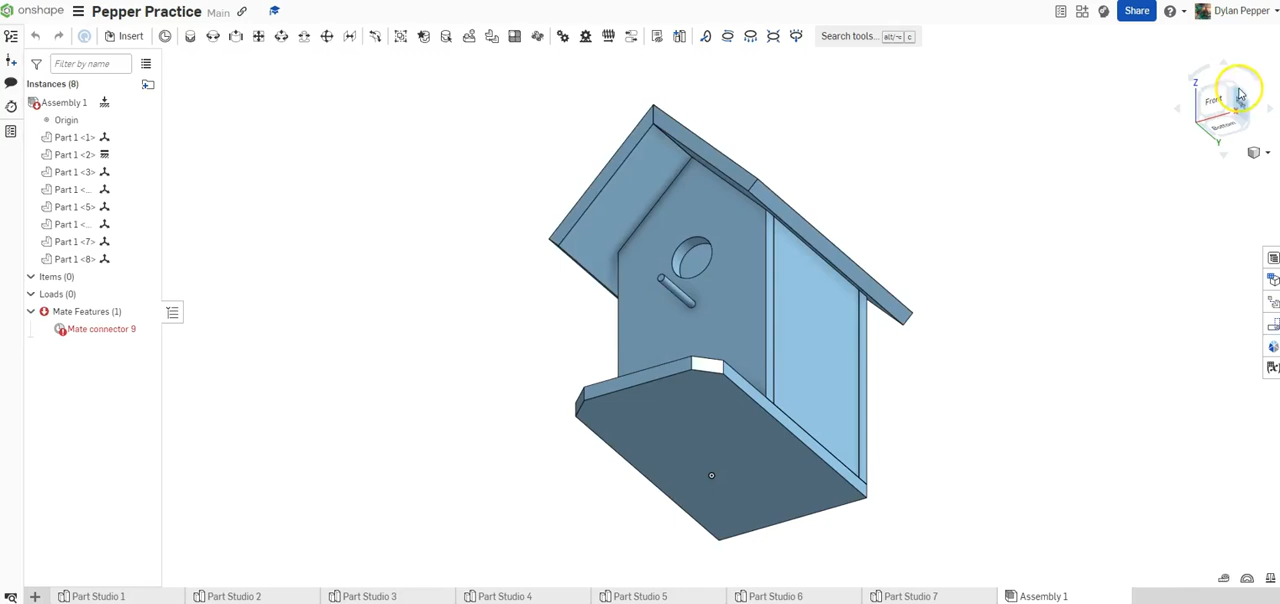 onshape Pepper Practice Main Share Dylan Pepper
Insert Search tools... alt/⌥ c
Filter by name
Instances (8)
Assembly 1
Origin
Part 1 <1>
Part 1 <2>
Part 1 <3>
Part 1 <...
Part 1 <5>
Part 1 <...
Part 1 <7>
Part 1 <8>
Items (0)
Loads (0)
Mate Features (1)
Mate connector 9
Z
Front
Bottom
Y
Part Studio 1 Part Studio 2 Part Studio 3 Part Studio 4 Part Studio 5 Part Studio 6 Part Studio 7 Assembly 1